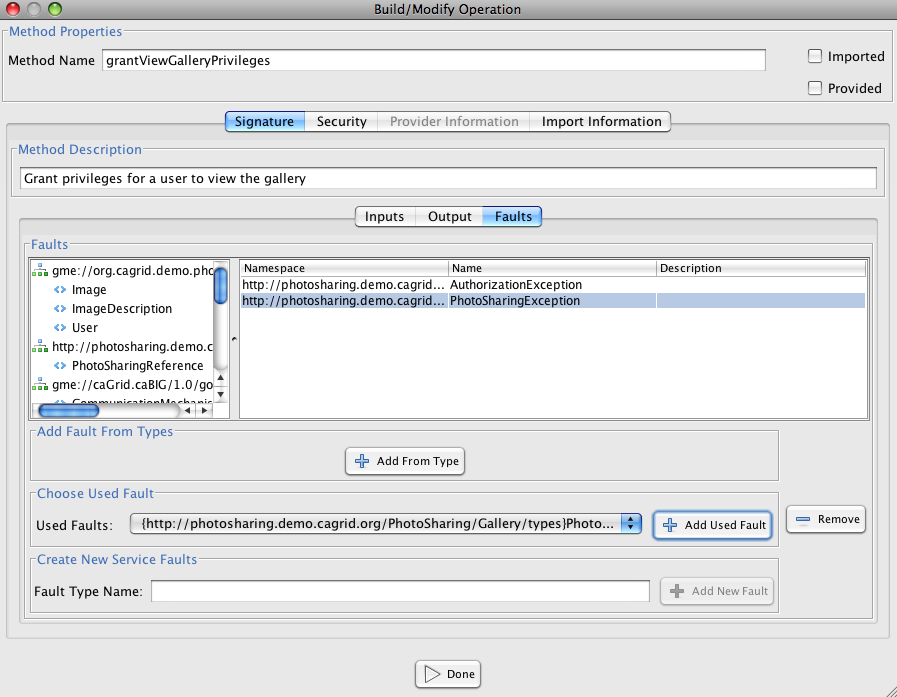 Build/Modify Operation
Method Properties
Method Name grantViewGalleryPrivileges
Imported
Provided
Signature Security Provider Information Import Information
Method Description
Grant privileges for a user to view the gallery
Inputs Output Faults
Faults
gme://org.cagrid.demo.pho
Image
ImageDescription
User
http://photosharing.demo.c
PhotoSharingReference
gme://caGrid.caBIG/1.0/go
Namespace Name Description
http://photosharing.demo.cagrid... AuthorizationException
http://photosharing.demo.cagrid... PhotoSharingException
Add Fault From Types
Add From Type
Choose Used Fault
Used Faults: {http://photosharing.demo.cagrid.org/PhotoSharing/Gallery/types}Photo... Add Used Fault
Remove
Create New Service Faults
Fault Type Name: Add New Fault
Done